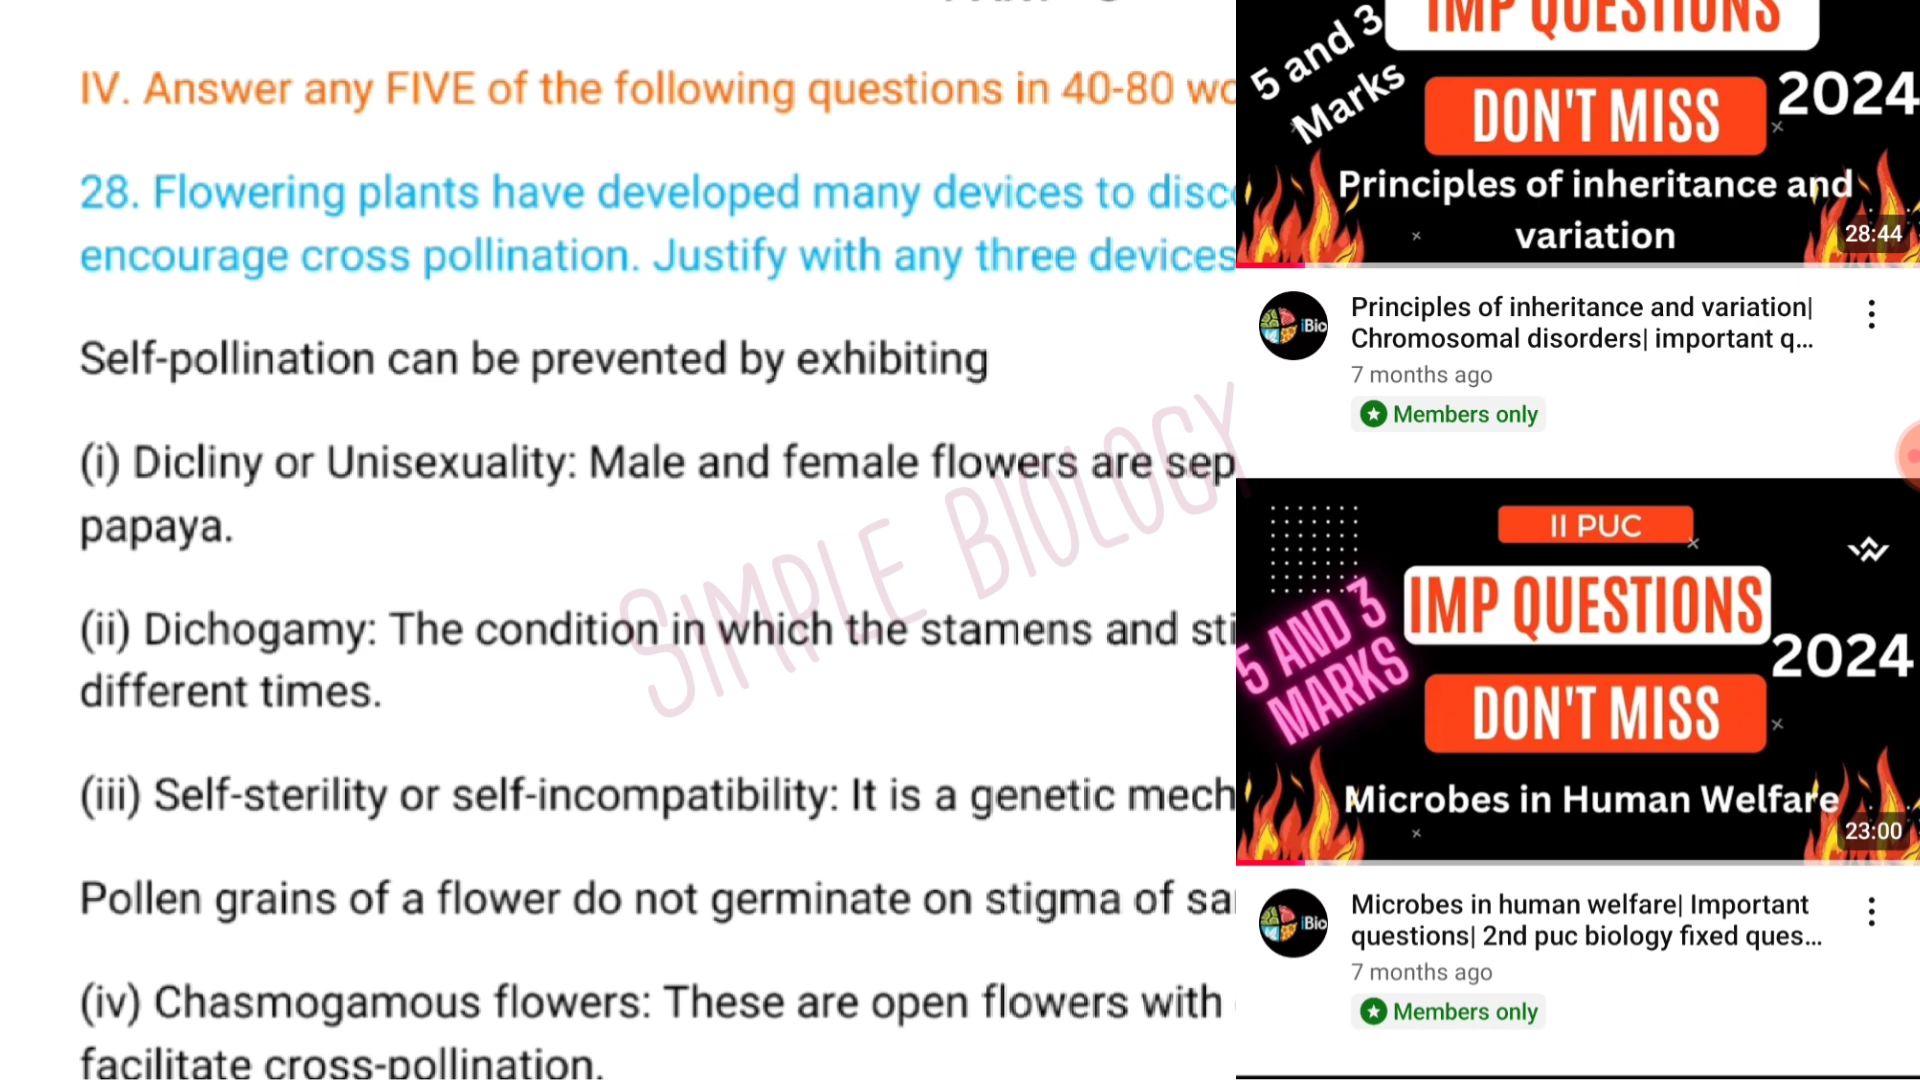 IV. Answer any FIVE of the following questions in 40-80
28. Flowering plants have developed many devices to
encourage cross pollination. Justify with any three devices
Self-pollination can be prevented by exhibiting
(i) Dicliny or Unisexuality: Male and female flowers are
papaya.
(ii) Dichogamy: The condition in which the stamens and
different times.
(iii) Self-sterility or self-incompatibility: It is a genetic
Pollen grains of a flower do not germinate on stigma of
(iv) Chasmogamous flowers: These are open flowers with
facilitate cross-pollination.
SIMPLE BIOLOGY
IMP QUESTIONS
5 and 3
Marks
DON'T MISS
2024
Principles of inheritance and
variation
28:44
iBio
Principles of inheritance and variation|
Chromosomal disorders| important q...
7 months ago
Members only
II PUC
5 AND 3
MARKS
IMP QUESTIONS
2024
DON'T MISS
Microbes in Human Welfare
23:00
iBio
Microbes in human welfare| Important
questions| 2nd puc biology fixed ques...
7 months ago
Members only